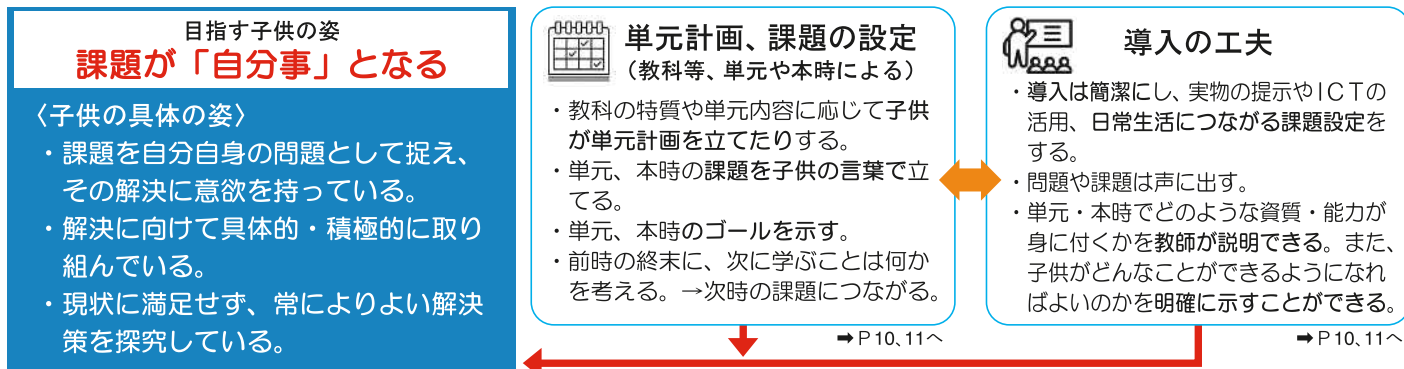 目指す子供の姿
課題が「自分事」となる
〈子供の具体の姿〉
・課題を自分自身の問題として捉え、
その解決に意欲を持っている。
・解決に向けて具体的・積極的に取り
組んでいる。
・現状に満足せず、常によりよい解決
策を探究している。
単元計画、課題の設定
（教科等、単元や本時による）
・教科の特質や単元内容に応じて子供
が単元計画を立てたりする。
・単元、本時の課題を子供の言葉で立
てる。
・単元、本時のゴールを示す。
・前時の終末に、次に学ぶことは何か
を考える。→次時の課題につながる。
➡P10、11へ
導入の工夫
・導入は簡潔にし、実物の提示やICTの
活用、日常生活につながる課題設定を
する。
・問題や課題は声に出す。
・単元・本時でどのような資質・能力が
身に付くかを教師が説明できる。また、
子供がどんなことができるようになれ
ばよいのかを明確に示すことができる。
➡P10、11へ